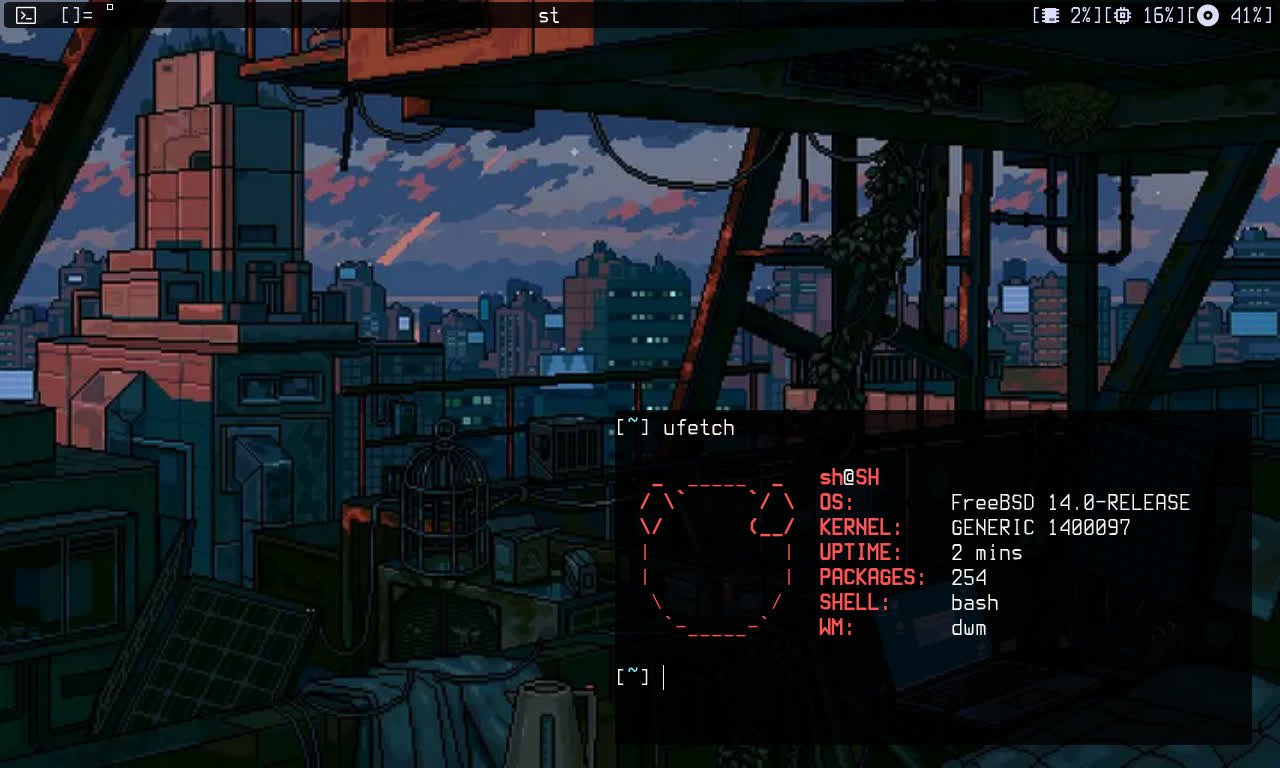 []= st [ 2%][ 16%][ 41%]
[~] ufetch
sh@SH
OS: FreeBSD 14.0-RELEASE
KERNEL: GENERIC 1400097
UPTIME: 2 mins
PACKAGES: 254
SHELL: bash
WM: dwm
[~]